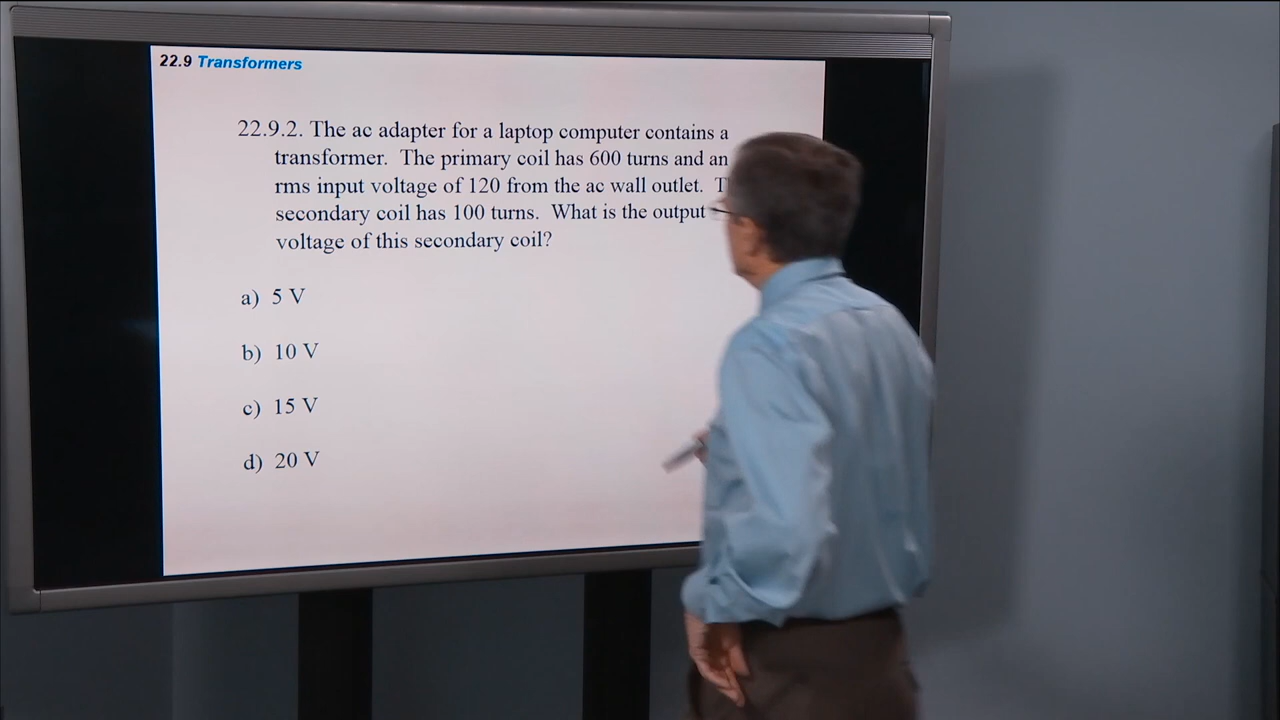 22.9 Transformers
22.9.2. The ac adapter for a laptop computer contains a
transformer. The primary coil has 600 turns and an
rms input voltage of 120 from the ac wall outlet.
secondary coil has 100 turns. What is the output
voltage of this secondary coil?
a) 5 V
b) 10 V
c) 15 V
d) 20 V